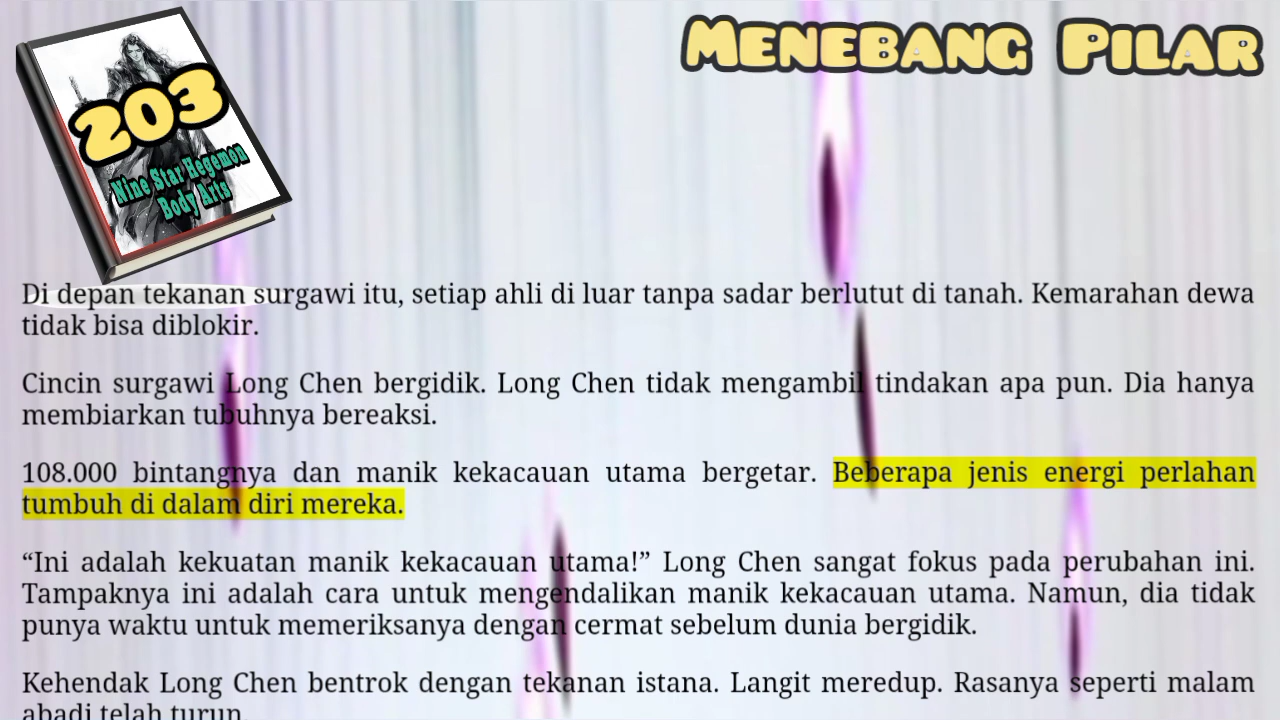 Menebang Pilar
203
Nine Star Hegemon
Body Arts
Di depan tekanan surgawi itu, setiap ahli di luar tanpa sadar berlutut di tanah. Kemarahan dewa
tidak bisa diblokir.
Cincin surgawi Long Chen bergidik. Long Chen tidak mengambil tindakan apa pun. Dia hanya
membiarkan tubuhnya bereaksi.
108.000 bintangnya dan manik kekacauan utama bergetar. Beberapa jenis energi perlahan
tumbuh di dalam diri mereka.
“Ini adalah kekuatan manik kekacauan utama!” Long Chen sangat fokus pada perubahan ini.
Tampaknya ini adalah cara untuk mengendalikan manik kekacauan utama. Namun, dia tidak
punya waktu untuk memeriksanya dengan cermat sebelum dunia bergidik.
Kehendak Long Chen bentrok dengan tekanan istana. Langit meredup. Rasanya seperti malam
abadi telah turun.